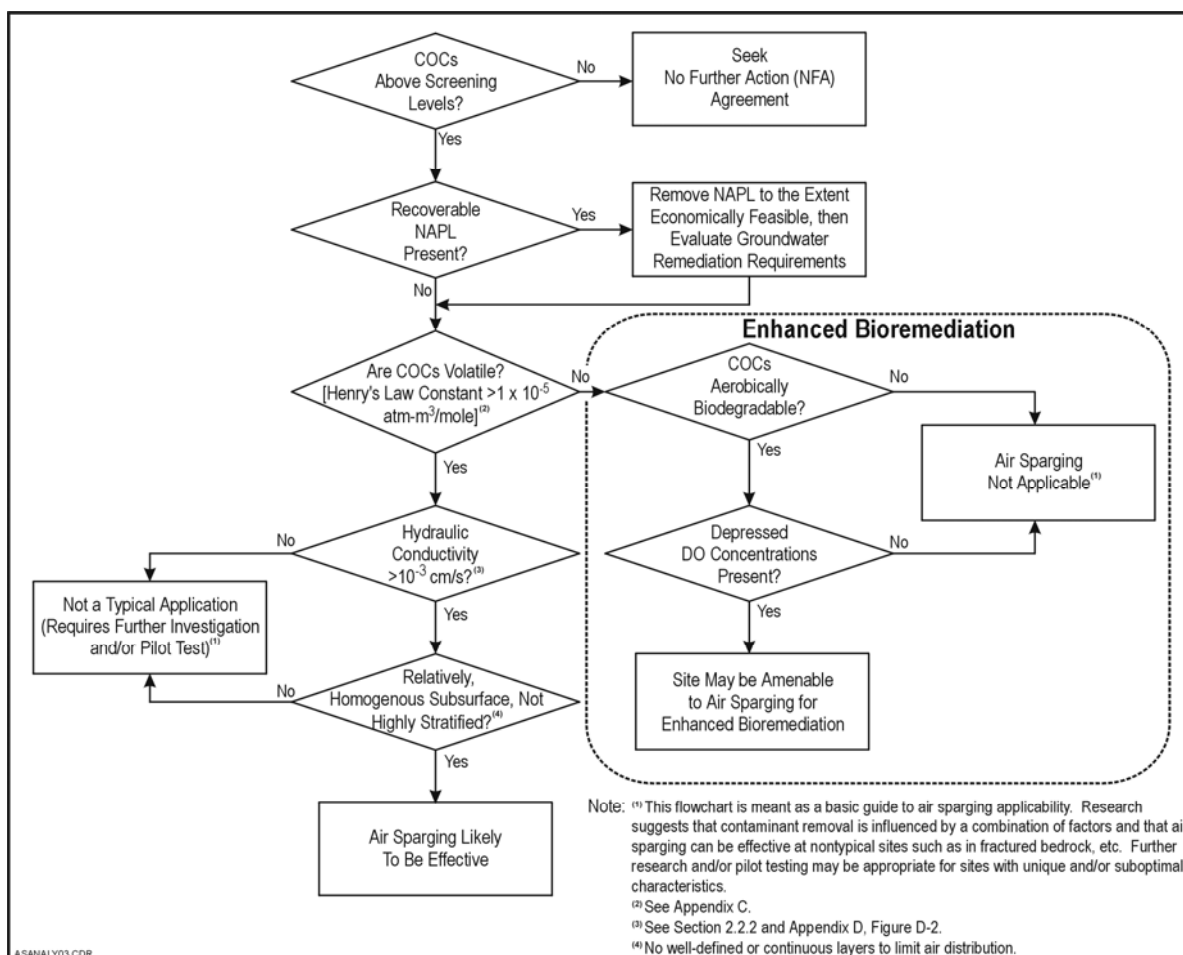 COCs
Above Screening
Levels?
No
Seek
No Further Action (NFA)
Agreement
Yes
Recoverable
NAPL
Present?
Yes
Remove NAPL to the Extent
Economically Feasible, then
Evaluate Groundwater
Remediation Requirements
No
Enhanced Bioremediation
Are COCs Volatile?
[Henry's Law Constant >1 x 10⁻⁵
atm-m³/mole]⁽²⁾
No
COCs
Aerobically
Biodegradable?
No
Yes
Yes
Air Sparging
Not Applicable⁽¹⁾
No
Hydraulic
Conductivity
>10⁻³ cm/s?⁽³⁾
Depressed
DO Concentrations
Present?
No
Not a Typical Application
(Requires Further Investigation
and/or Pilot Test)⁽¹⁾
Yes
Yes
No
Relatively,
Homogenous Subsurface, Not
Highly Stratified?⁽⁴⁾
Site May be Amenable
to Air Sparging for
Enhanced Bioremediation
Yes
Air Sparging Likely
To Be Effective
Note: ⁽¹⁾ This flowchart is meant as a basic guide to air sparging applicability. Research
suggests that contaminant removal is influenced by a combination of factors and that ai
sparging can be effective at nontypical sites such as in fractured bedrock, etc. Further
research and/or pilot testing may be appropriate for sites with unique and/or suboptimal
characteristics.
⁽²⁾ See Appendix C.
⁽³⁾ See Section 2.2.2 and Appendix D, Figure D-2.
⁽⁴⁾ No well-defined or continuous layers to limit air distribution.
ASANALY03.CDR